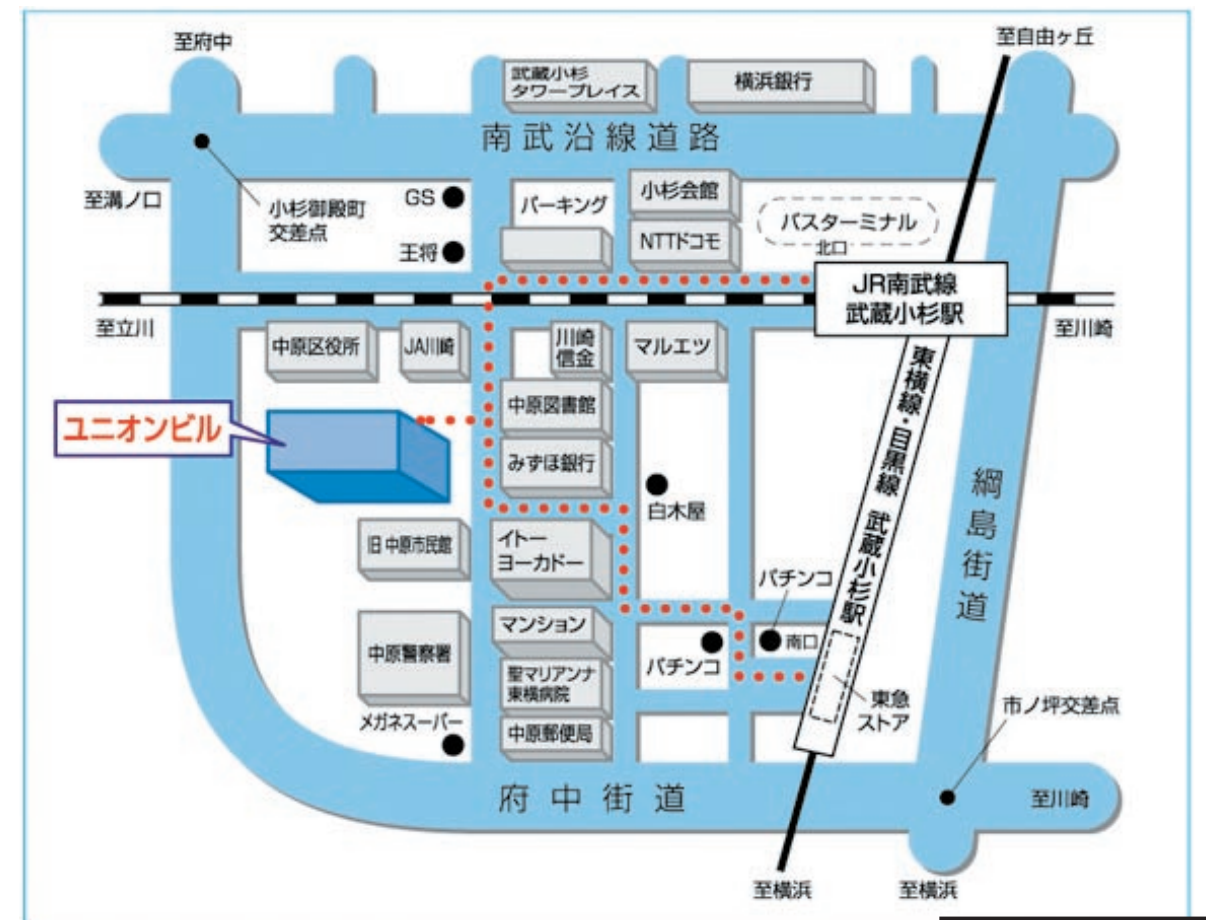 至府中
至自由ヶ丘
武蔵小杉
タワープレイス
横浜銀行
南武沿線道路
至溝ノ口
小杉御殿町
交差点
GS
王将
パーキング
小杉会館
NTTドコモ
バスターミナル
北口
JR南武線
武蔵小杉駅
至立川
至川崎
中原区役所
JA川崎
川崎
信金
マルエツ
ユニオンビル
中原図書館
みずほ銀行
白木屋
東横線・目黒線 武蔵小杉駅
綱島街道
旧中原市民館
イトー
ヨーカドー
パチンコ
マンション
南口
パチンコ
中原警察署
聖マリアンナ
東横病院
東急
ストア
市ノ坪交差点
メガネスーパー
中原郵便局
府中街道
至川崎
至横浜
至横浜